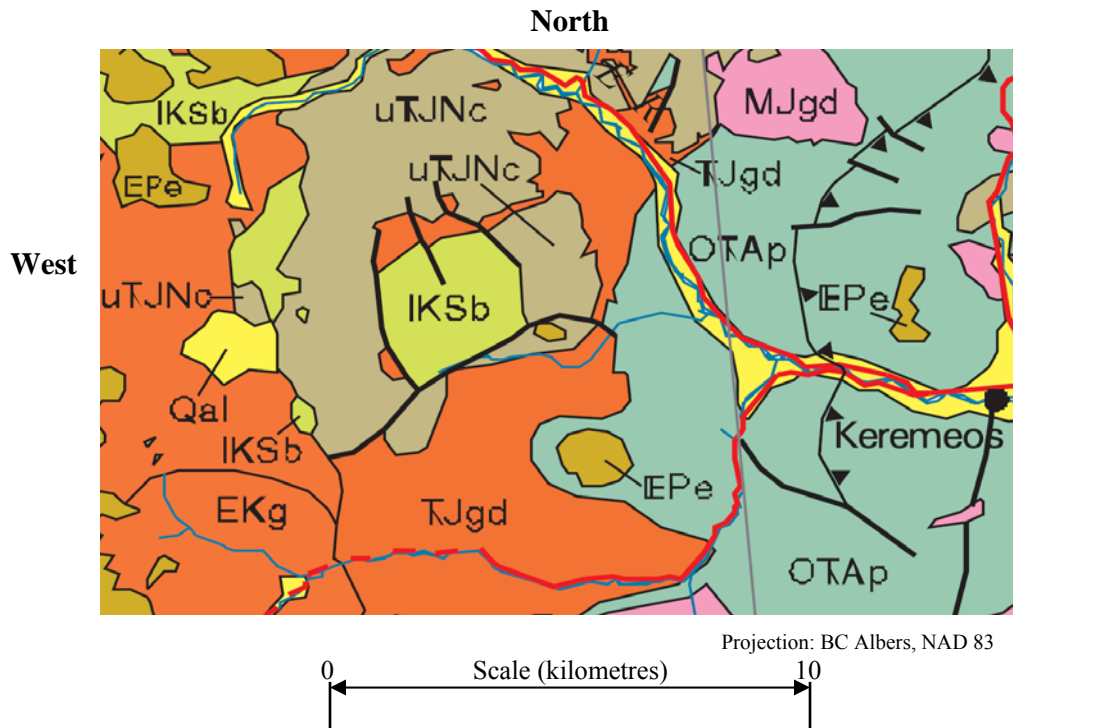 North
West
lKSb
uTJNc
MJgd
uTJNc
EPe
TJgd
OTAp
uTJNc
lKSb
EPe
Qal
lKSb
Keremeos
EPe
EKg
TJgd
OTAp
Projection: BC Albers, NAD 83
0 Scale (kilometres) 10